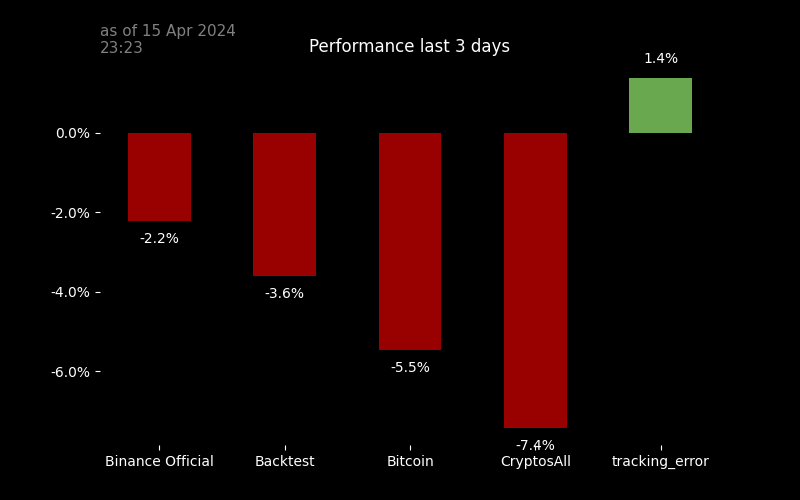 as of 15 Apr 2024
23:23
Performance last 3 days
1.4%
0.0%
-2.0%
-2.2%
-4.0%
-3.6%
-6.0%
-5.5%
-7.4%
Binance Official
Backtest
Bitcoin
CryptosAll
tracking_error